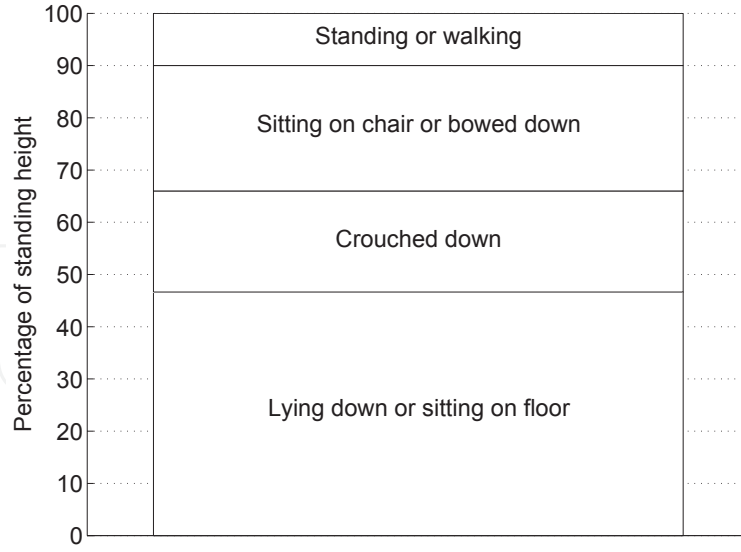 100
90
80
70
60
50
40
30
20
10
0
Percentage of standing height
Standing or walking
Sitting on chair or bowed down
Crouched down
Lying down or sitting on floor